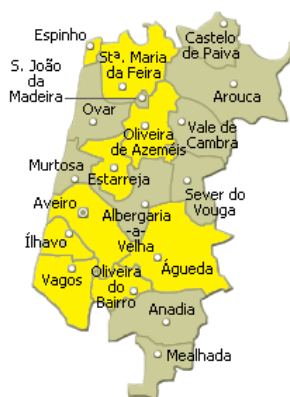 Espinho
Castelo
de Paiva
Stª. Maria
da Feira
S. João
da
Madeira
Arouca
Ovar
Oliveira
de Azeméis
Vale de
Cambra
Murtosa
Estarreja
Sever do
Vouga
Aveiro
Albergaria
-a-
Velha
Ílhavo
Águeda
Vagos
Oliveira
do
Bairro
Anadia
Mealhada